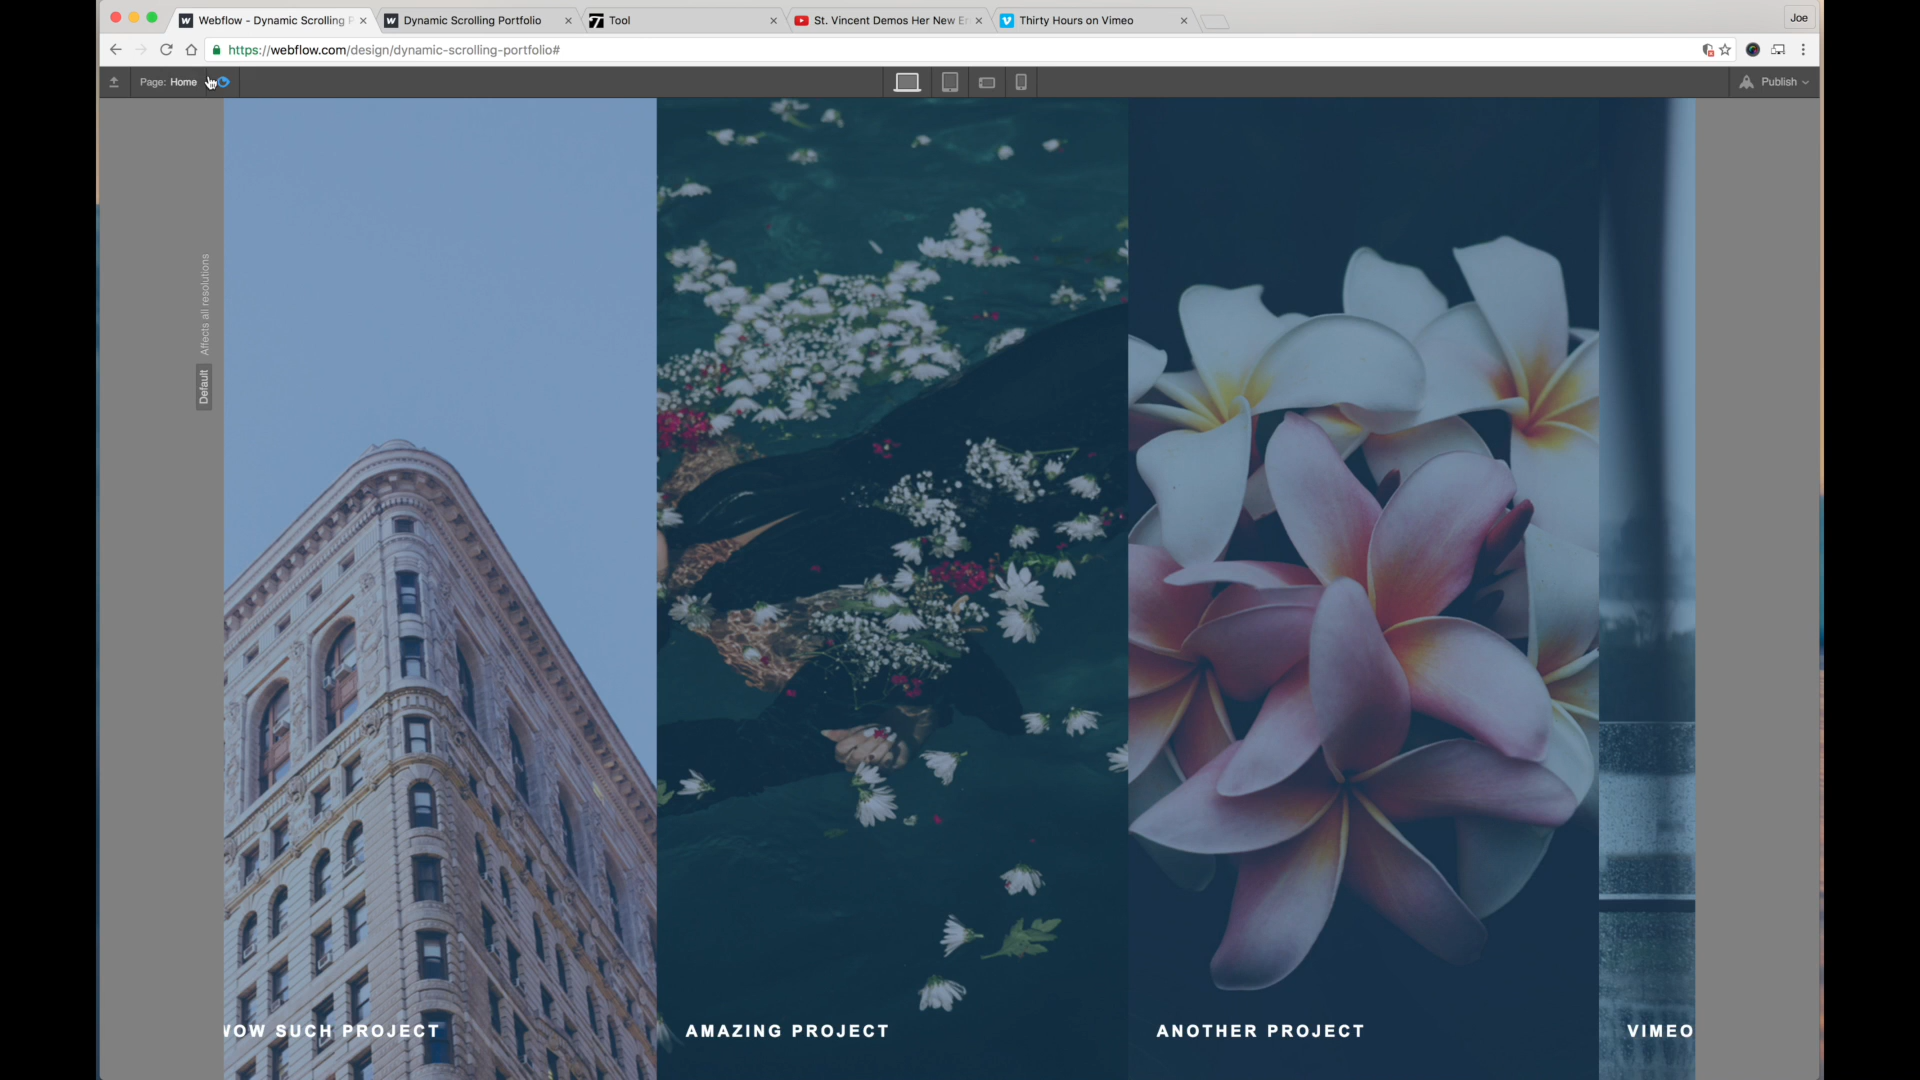 Webflow - Dynamic Scrolling P
Dynamic Scrolling Portfolio
Tool
St. Vincent Demos Her New Er
Thirty Hours on Vimeo
Joe
https://webflow.com/design/dynamic-scrolling-portfolio#
Page: Home
Publish
Affects all resolutions
Default
WOW SUCH PROJECT
AMAZING PROJECT
ANOTHER PROJECT
VIMEO